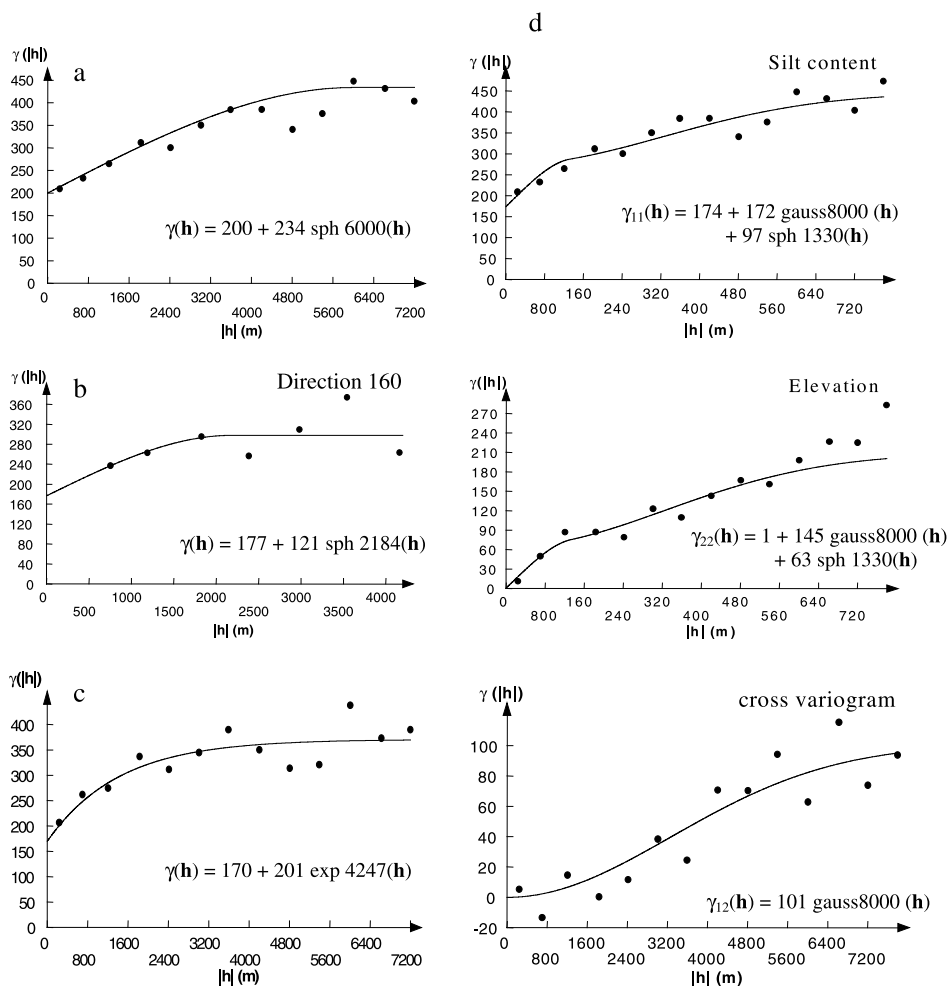 d
γ (|h|)
a
450
400
350
300
250
200
150
100
50
0
γ(h) = 200 + 234 sph 6000(h)
0 1600 3200 4800 6400
800 2400 4000 5600 7200
|h| (m)
γ (|h|)
Silt content
450
400
350
300
250
200
150
100
50
0
γ11(h) = 174 + 172 gauss8000 (h)
+ 97 sph 1330(h)
0 160 320 480 640
800 240 400 560 720
|h| (m)
γ (|h|)
b
Direction 160
360
320
280
240
200
160
120
80
40
0
γ(h) = 177 + 121 sph 2184(h)
0 1000 2000 3000 4000
500 1500 2500 3500
|h| (m)
γ(|h|)
Elevation
270
240
210
180
150
120
90
60
30
0
γ22(h) = 1 + 145 gauss8000 (h)
+ 63 sph 1330(h)
0 160 320 480 640
800 240 400 560 720
|h| (m)
γ(|h|)
c
400
350
300
250
200
150
100
50
0
γ(h) = 170 + 201 exp 4247(h)
0 1600 3200 4800 6400
800 2400 4000 5600 7200
|h| (m)
γ (|h|)
cross variogram
100
80
60
40
20
0
-20
γ12(h) = 101 gauss8000 (h)
0 1600 3200 4800 6400
800 2400 4000 5600 7200
|h| (m)